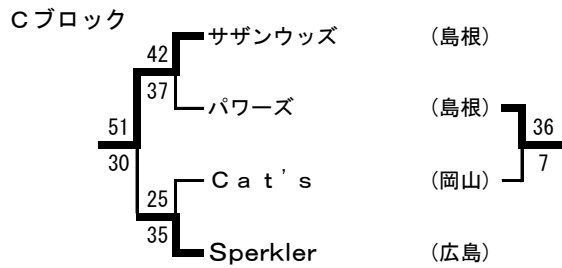 Ｃブロック
42 サザンウッズ (島根)
37 パワーズ (島根) 36
51
30 Ｃａｔ'ｓ (岡山) 7
25
35 Sperkler (広島)